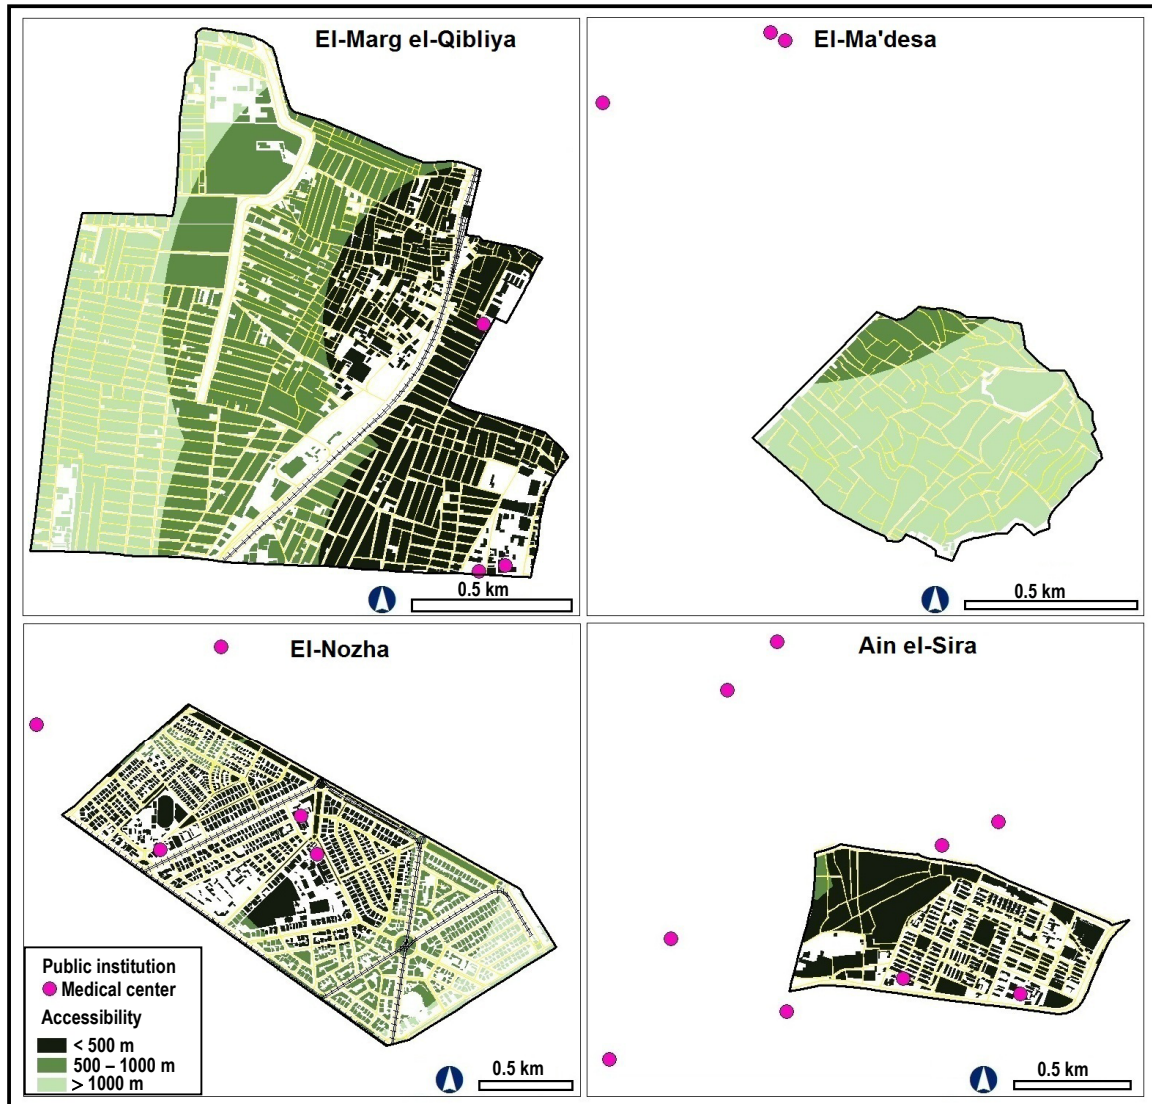 El-Marg el-Qibliya
0.5 km
El-Ma'desa
0.5 km
El-Nozha
Public institution
Medical center
Accessibility
< 500 m
500 – 1000 m
> 1000 m
0.5 km
Ain el-Sira
0.5 km